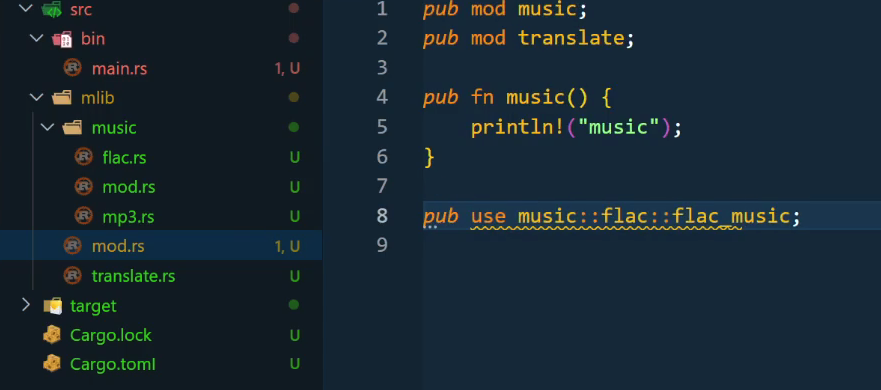 src
bin
main.rs 1, U
mlib
music
flac.rs U
mod.rs U
mp3.rs U
mod.rs 1, U
translate.rs U
target
Cargo.lock U
Cargo.toml U
1 pub mod music;
2 pub mod translate;
3
4 pub fn music() {
5     println!("music");
6 }
7
8 pub use music::flac::flac_music;
9